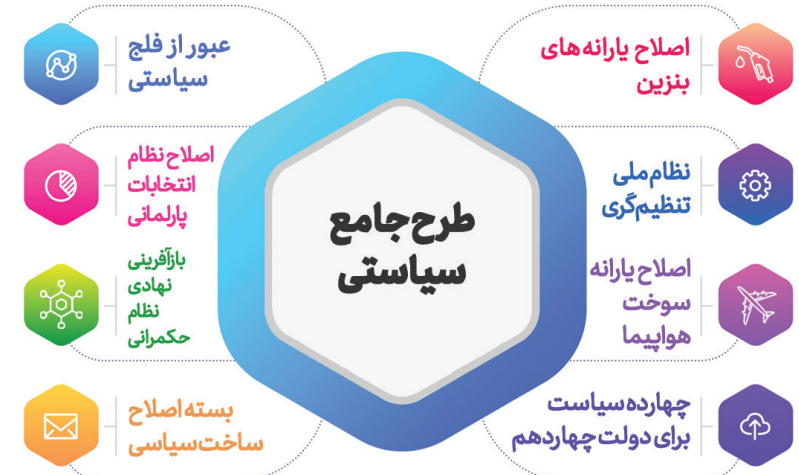 طرح جامع
سیاستی
اصلاح یارانه‌های
بنزین
نظام ملی
تنظیم‌گری
اصلاح یارانه
سوخت
هواپیما
چهارده سیاست
برای دولت چهاردهم
عبور از فلج
سیاستی
اصلاح نظام
انتخابات
پارلمانی
بازآفرینی
نهادی
نظام
حکمرانی
بسته اصلاح
ساخت سیاسی